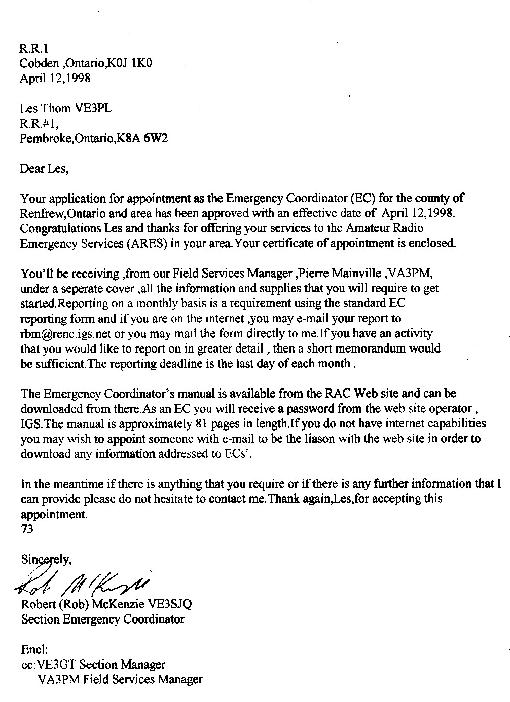 R.R.1
Cobden ,Ontario,K0J 1K0
April 12,1998
Les Thom VE3PL
R.R.#1,
Pembroke,Ontario,K8A 6W2
Dear Les,
Your application for appointment as the Emergency Coordinator (EC) for the county of
Renfrew,Ontario and area has been approved with an effective date of April 12,1998.
Congratulations Les and thanks for offering your services to the Amateur Radio
Emergency Services (ARES) in your area.Your certificate of appointment is enclosed.
You'll be receiving ,from our Field Services Manager ,Pierre Mainville ,VA3PM,
under a seperate cover ,all the information and supplies that you will require to get
started.Reporting on a monthly basis is a requirement using the standard EC
reporting form and if you are on the internet ,you may e-mail your report to
rbm@renc.igs.net or you may mail the form directly to me.If you have an activity
that you would like to report on in greater detail , then a short memorandum would
be sufficient.The reporting deadline is the last day of each month .
The Emergency Coordinator's manual is available from the RAC Web site and can be
downloaded from there.As an EC you will receive a password from the web site operator ,
IGS.The manual is approximately 81 pages in length.If you do not have internet capabilities
you may wish to appoint someone with e-mail to be the liason with the web site in order to
download any information addressed to ECs'.
In the meantime if there is anything that you require or if there is any further information that I
can provide please do not hesitate to contact me.Thank again,Les,for accepting this
appointment.
73
Sincerely,
Rob McKenzie
Robert (Rob) McKenzie VE3SJQ
Section Emergency Coordinator
Encl:
cc:VE3GT Section Manager
VA3PM Field Services Manager